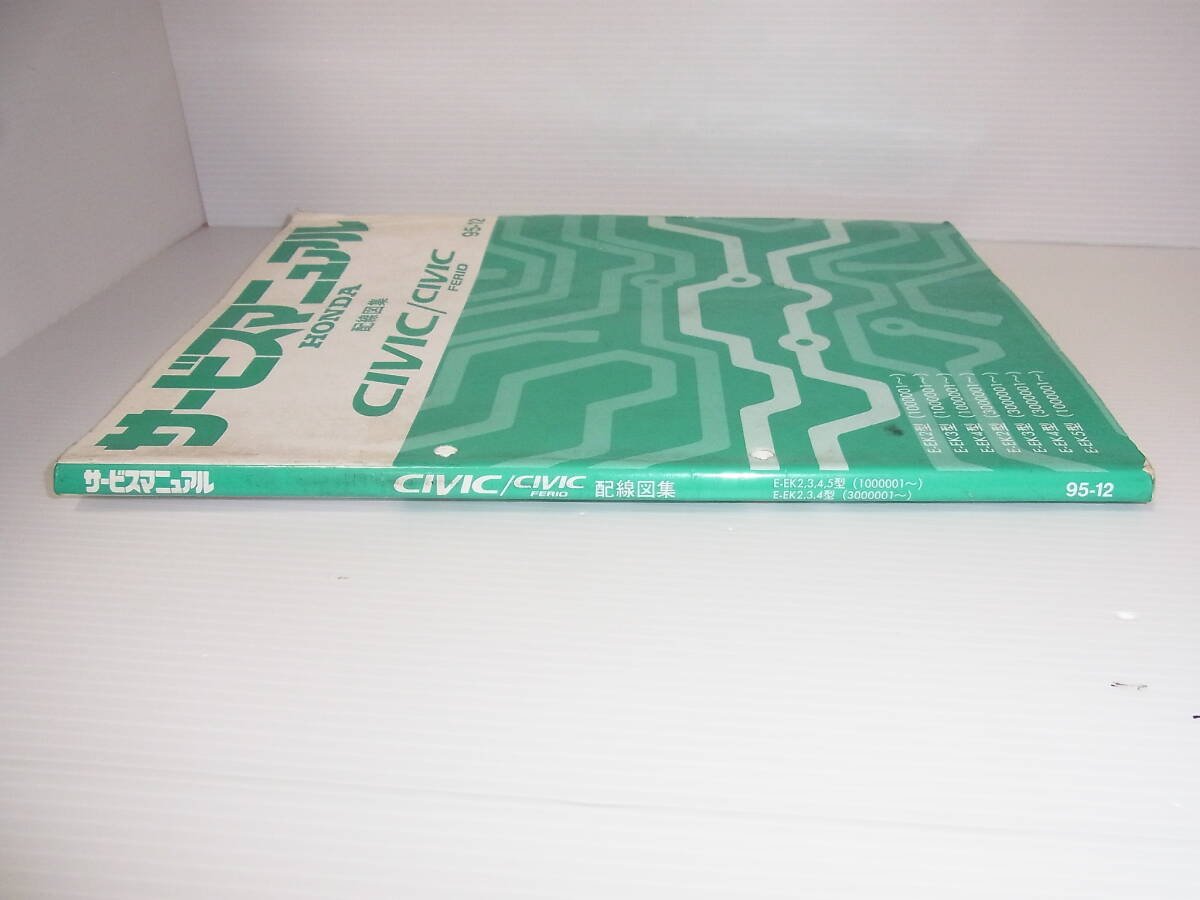 サービスマニュアル
HONDA
配線図集
CIVIC/CIVIC
FERIO
95-12
E-EK2型 (1000001〜)
E-EK3型 (1000001〜)
E-EK4型 (1000001〜)
E-EK2型 (3000001〜)
E-EK3型 (3000001〜)
E-EK4型 (3000001〜)
E-EK5型 (1000001〜)
サービスマニュアル
CIVIC/CIVIC
FERIO
配線図集
E-EK2,3,4,5型 (1000001〜)
E-EK2,3,4型 (3000001〜)
95-12